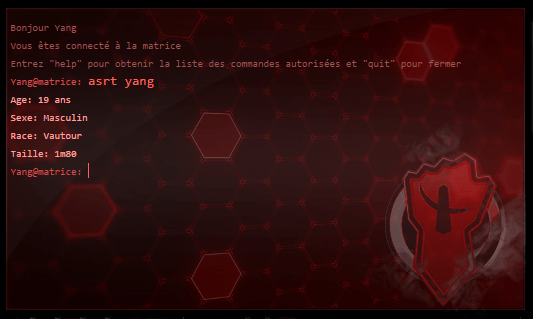 Bonjour Yang
Vous êtes connecté à la matrice
Entrez "help" pour obtenir la liste des commandes autorisées et "quit" pour fermer
Yang@matrice: asrt yang
Age: 19 ans
Sexe: Masculin
Race: Vautour
Taille: 1m80
Yang@matrice: